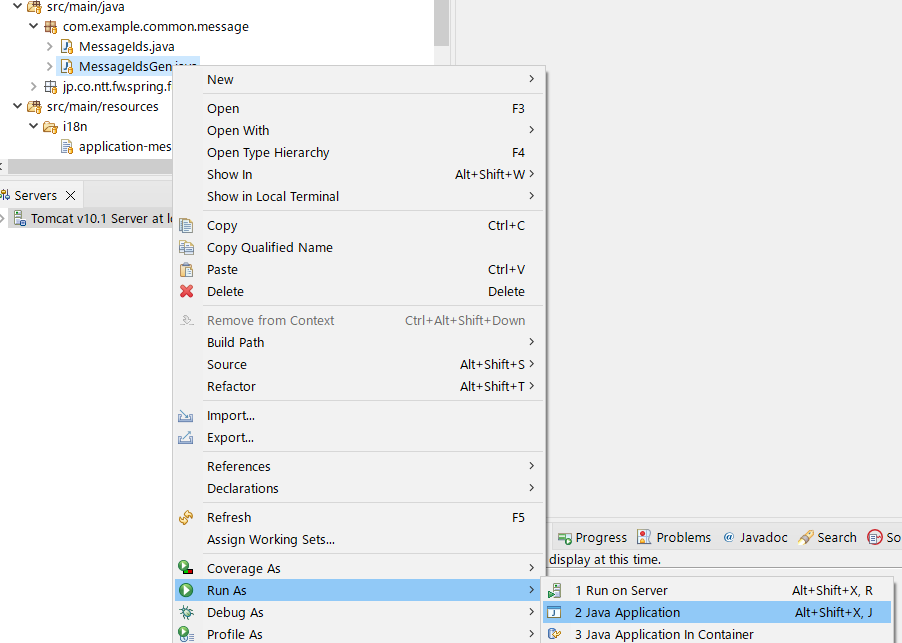 src/main/java
com.example.common.message
MessageIds.java
MessageIdsGen.java
jp.co.ntt.fw.spring.f
src/main/resources
i18n
application-mes
Servers
Tomcat v10.1 Server at lo
New
Open F3
Open With
Open Type Hierarchy F4
Show In Alt+Shift+W
Show in Local Terminal
Copy Ctrl+C
Copy Qualified Name
Paste Ctrl+V
Delete Delete
Remove from Context Ctrl+Alt+Shift+Down
Build Path
Source Alt+Shift+S
Refactor Alt+Shift+T
Import...
Export...
References
Declarations
Refresh F5
Assign Working Sets...
Coverage As
Run As
Debug As
Profile As
Progress Problems @ Javadoc Search So
display at this time.
1 Run on Server Alt+Shift+X, R
2 Java Application Alt+Shift+X, J
3 Java Application In Container